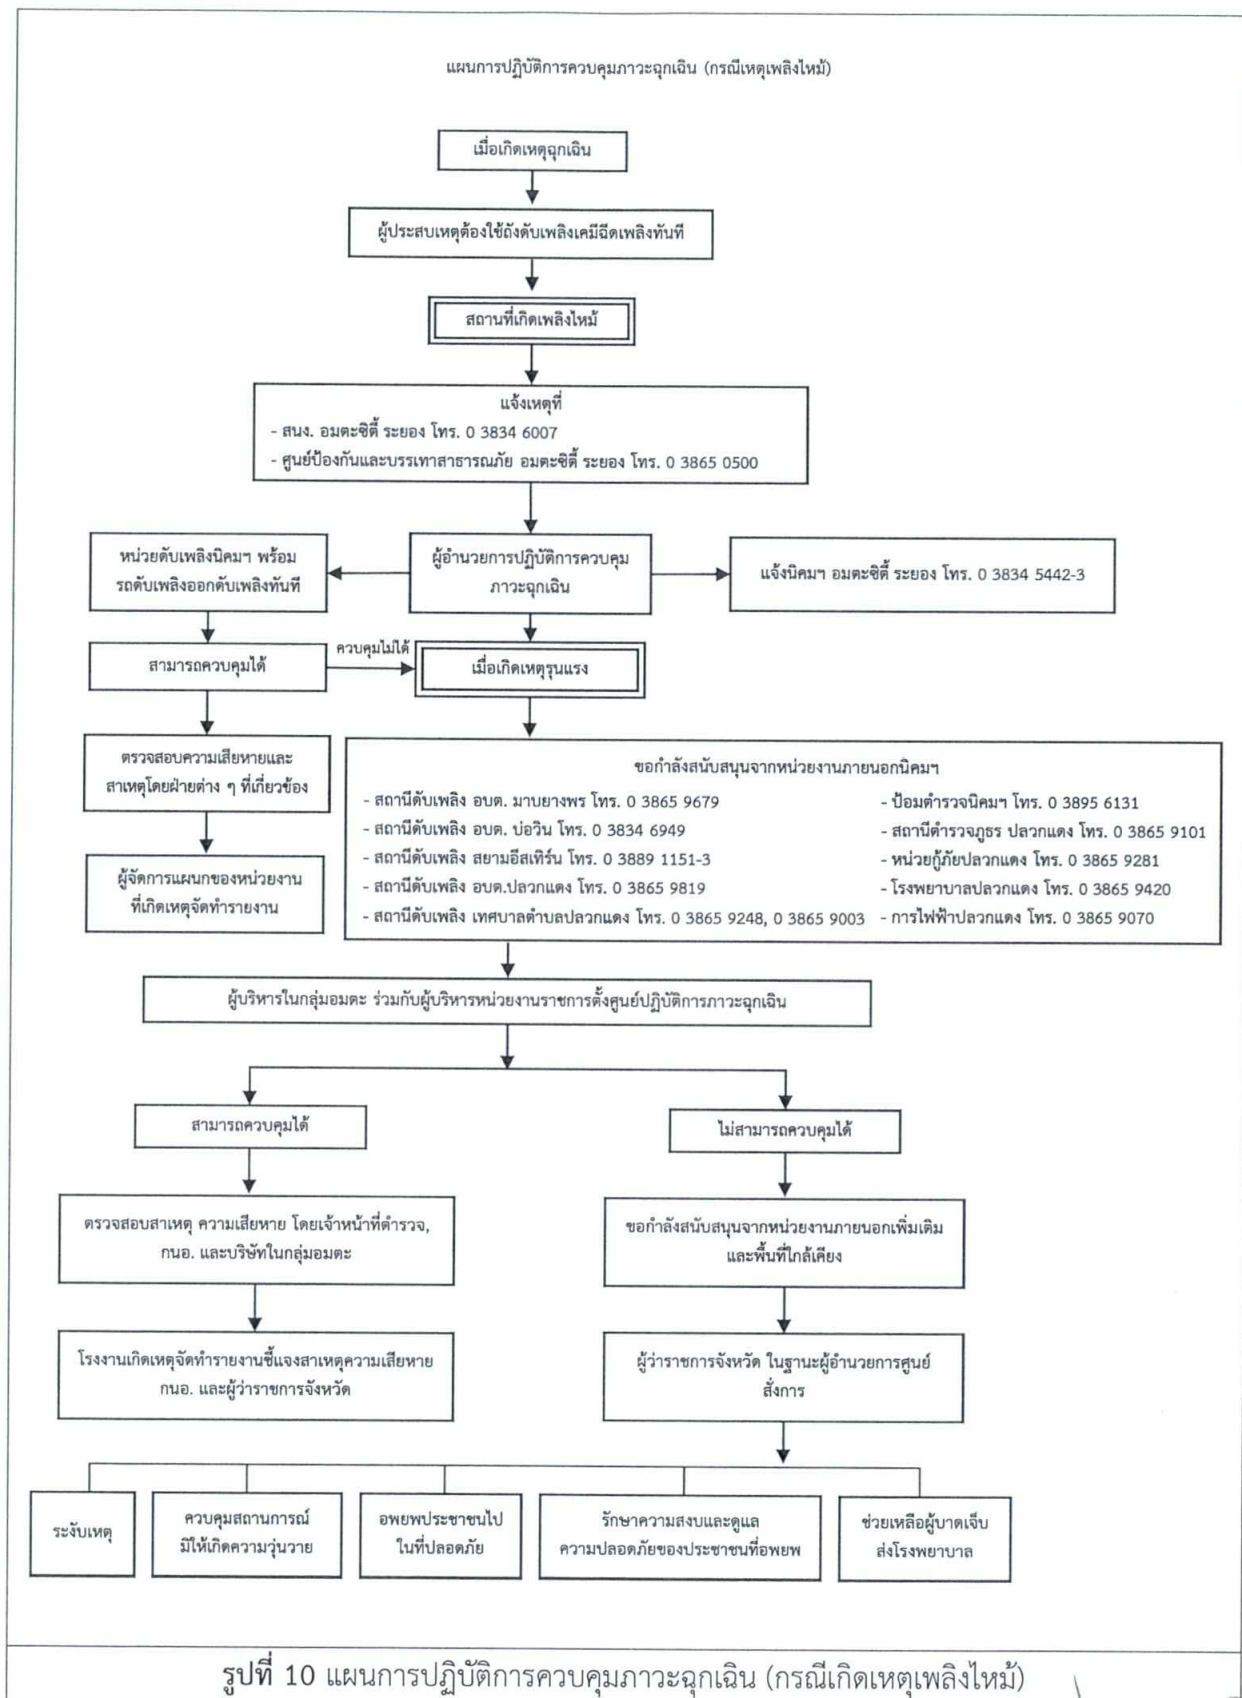 แผนการปฏิบัติการควบคุมภาวะฉุกเฉิน (กรณีเหตุเพลิงไหม้)
เมื่อเกิดเหตุฉุกเฉิน
ผู้ประสบเหตุต้องใช้ถังดับเพลิงเคมีฉีดเพลิงทันที
สถานที่เกิดเพลิงไหม้
แจ้งเหตุที่
- สนง. อมตะซิตี้ ระยอง โทร. 0 3834 6007
- ศูนย์ป้องกันและบรรเทาสาธารณภัย อมตะซิตี้ ระยอง โทร. 0 3865 0500
หน่วยดับเพลิงนิคมฯ พร้อม
รถดับเพลิงออกดับเพลิงทันที
ผู้อำนวยการปฏิบัติการควบคุม
ภาวะฉุกเฉิน
แจ้งนิคมฯ อมตะซิตี้ ระยอง โทร. 0 3834 5442-3
สามารถควบคุมได้
ควบคุมไม่ได้
เมื่อเกิดเหตุรุนแรง
ตรวจสอบความเสียหายและ
สาเหตุโดยฝ่ายต่าง ๆ ที่เกี่ยวข้อง
ผู้จัดการแผนกของหน่วยงาน
ที่เกิดเหตุจัดทำรายงาน
ขอกำลังสนับสนุนจากหน่วยงานภายนอกนิคมฯ
- สถานีดับเพลิง อบต. มาบยางพร โทร. 0 3865 9679
- สถานีดับเพลิง อบต. บ่อวิน โทร. 0 3834 6949
- สถานีดับเพลิง สยามอีสเทิร์น โทร. 0 3889 1151-3
- สถานีดับเพลิง อบต.ปลวกแดง โทร. 0 3865 9819
- สถานีดับเพลิง เทศบาลตำบลปลวกแดง โทร. 0 3865 9248, 0 3865 9003
- ป้อมตำรวจนิคมฯ โทร. 0 3895 6131
- สถานีตำรวจภูธร ปลวกแดง โทร. 0 3865 9101
- หน่วยกู้ภัยปลวกแดง โทร. 0 3865 9281
- โรงพยาบาลปลวกแดง โทร. 0 3865 9420
- การไฟฟ้าปลวกแดง โทร. 0 3865 9070
ผู้บริหารในกลุ่มอมตะ ร่วมกับผู้บริหารหน่วยงานราชการตั้งศูนย์ปฏิบัติการภาวะฉุกเฉิน
สามารถควบคุมได้
ไม่สามารถควบคุมได้
ตรวจสอบสาเหตุ ความเสียหาย โดยเจ้าหน้าที่ตำรวจ,
กนอ. และบริษัทในกลุ่มอมตะ
ขอกำลังสนับสนุนจากหน่วยงานภายนอกเพิ่มเติม
และพื้นที่ใกล้เคียง
โรงงานเกิดเหตุจัดทำรายงานชี้แจงสาเหตุความเสียหาย
กนอ. และผู้ว่าราชการจังหวัด
ผู้ว่าราชการจังหวัด ในฐานะผู้อำนวยการศูนย์
สั่งการ
ระงับเหตุ
ควบคุมสถานการณ์
มิให้เกิดความวุ่นวาย
อพยพประชาชนไป
ในที่ปลอดภัย
รักษาความสงบและดูแล
ความปลอดภัยของประชาชนที่อพยพ
ช่วยเหลือผู้บาดเจ็บ
ส่งโรงพยาบาล
รูปที่ 10 แผนการปฏิบัติการควบคุมภาวะฉุกเฉิน (กรณีเกิดเหตุเพลิงไหม้)